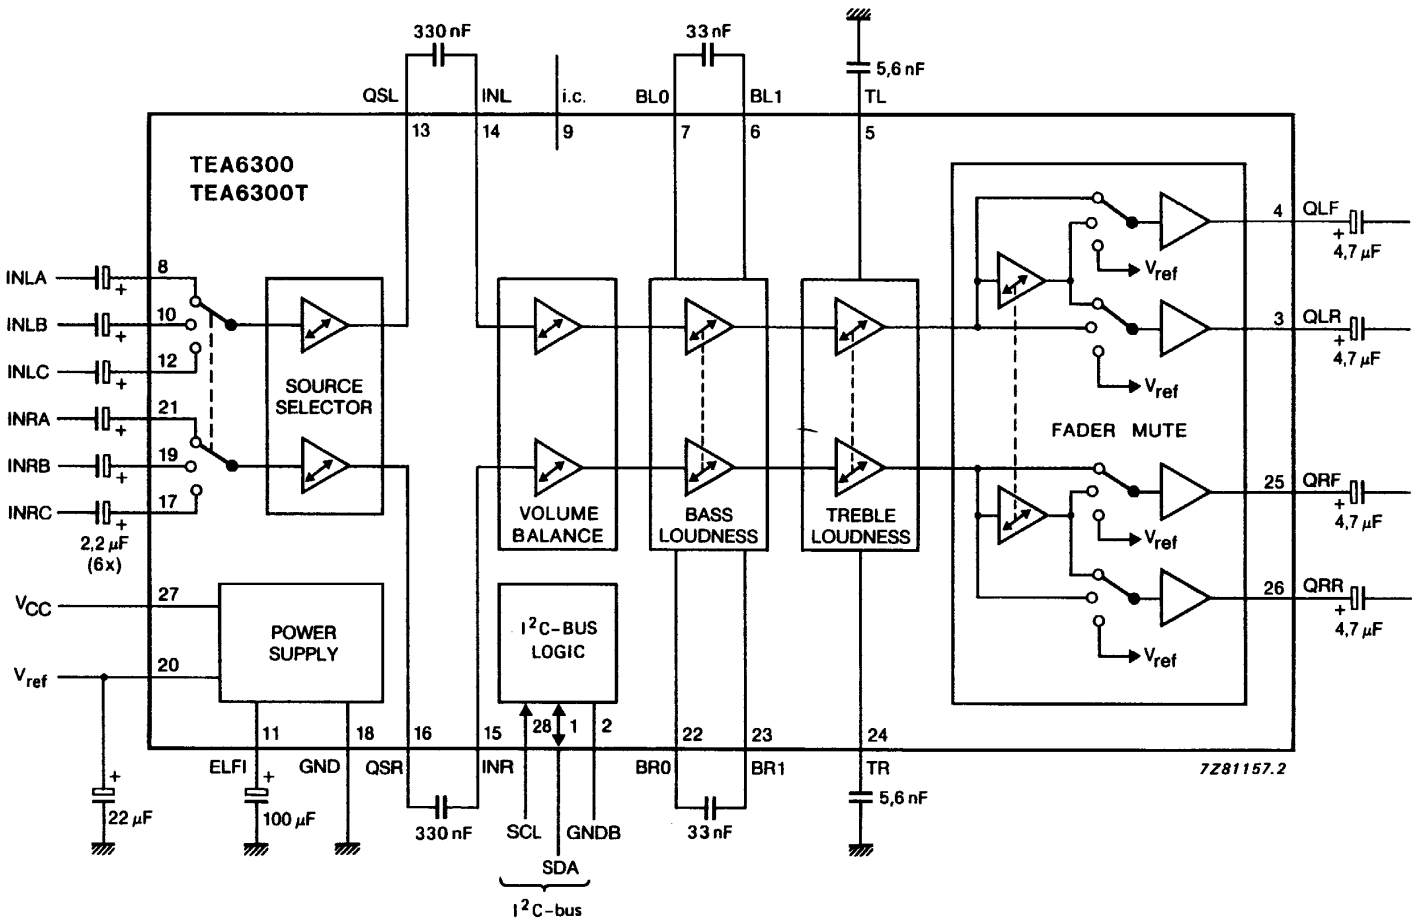 330 nF
33 nF
5,6 nF
QSL
INL
i.c.
BL0
BL1
TL
13
14
9
7
6
5
TEA6300
TEA6300T
4
QLF
+
4,7 µF
Vref
INLA
+
8
INLB
+
10
INLC
+
12
3
QLR
+
4,7 µF
Vref
SOURCE
SELECTOR
INRA
+
21
INRB
+
19
INRC
+
17
2,2 µF
(6x)
FADER MUTE
VOLUME
BALANCE
BASS
LOUDNESS
TREBLE
LOUDNESS
25
QRF
+
4,7 µF
Vref
26
QRR
+
4,7 µF
Vref
VCC
27
Vref
20
POWER
SUPPLY
I²C-BUS
LOGIC
11
18
16
15
28
1
2
22
23
24
ELFI
GND
QSR
INR
BR0
BR1
TR
7Z81157.2
+
22 µF
+
100 µF
330 nF
SCL
GNDB
SDA
33 nF
5,6 nF
I²C-bus